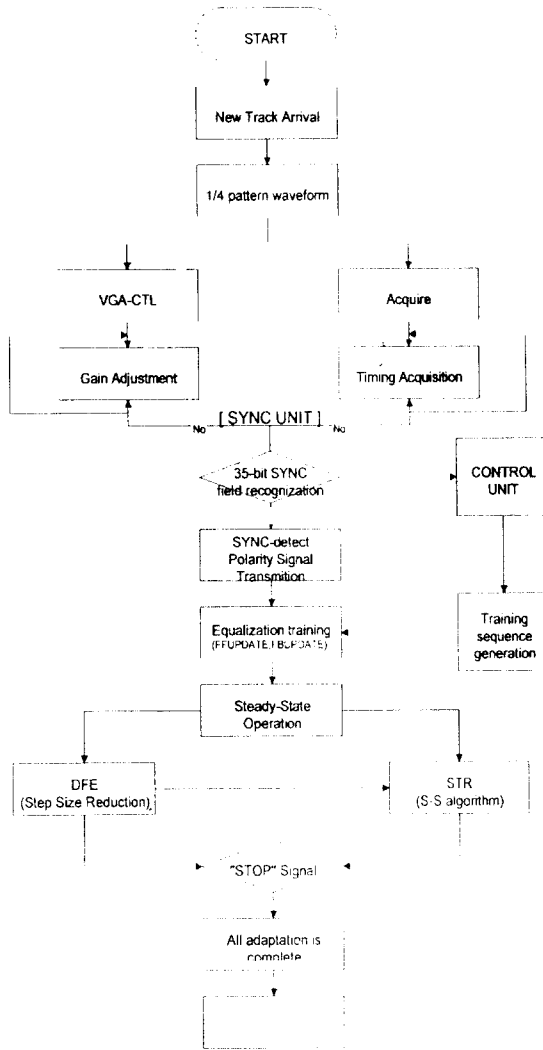 START
New Track Arrival
1/4 pattern waveform
VGA-CTL
Acquire
Gain Adjustment
Timing Acquisition
[ SYNC UNIT ]
No
No
35-bit SYNC
field recognization
CONTROL
UNIT
SYNC-detect
Polarity Signal
Transmition
Equalization training
(FFUPDATE,FBUPDATE)
Training
sequence
generation
Steady-State
Operation
DFE
(Step Size Reduction)
STR
(S-S algorithm)
"STOP" Signal
All adaptation is
complete